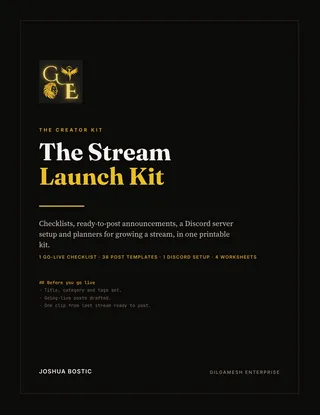 G
E
THE CREATOR KIT
The Stream
Launch Kit
Checklists, ready-to-post announcements, a Discord server
setup and planners for growing a stream, in one printable
kit.
1 GO-LIVE CHECKLIST · 38 POST TEMPLATES · 1 DISCORD SETUP · 4 WORKSHEETS
## Before you go live
- Title, category and tags set.
- Going-live posts drafted.
- One clip from last stream ready to post.
JOSHUA BOSTIC
GILGAMESH ENTERPRISE